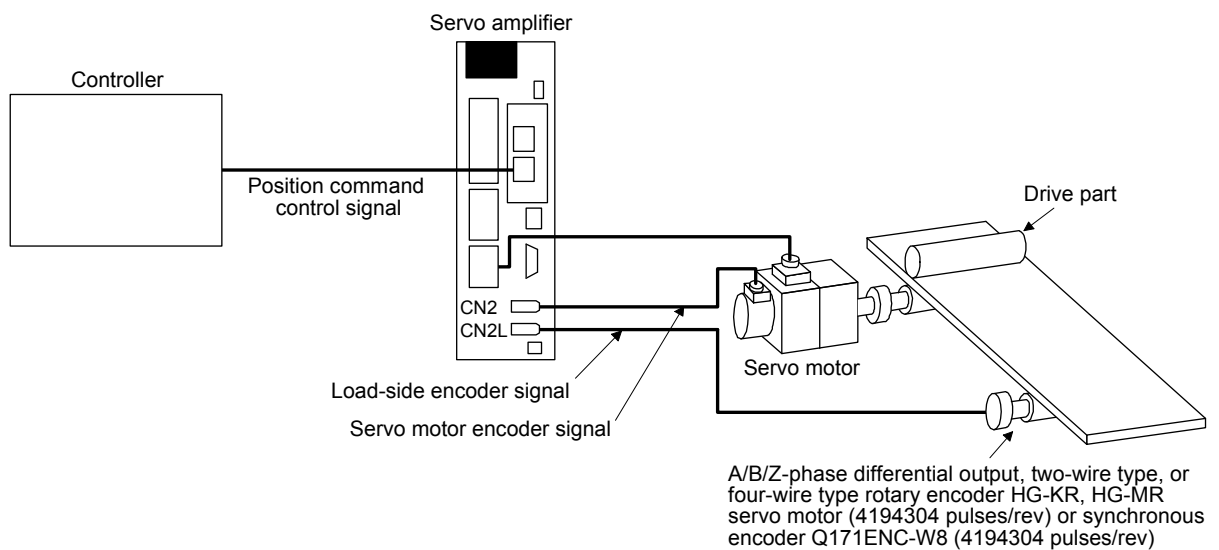 Servo amplifier
Controller
Position command
control signal
Drive part
CN2
CN2L
Servo motor
Load-side encoder signal
Servo motor encoder signal
A/B/Z-phase differential output, two-wire type, or
four-wire type rotary encoder HG-KR, HG-MR
servo motor (4194304 pulses/rev) or synchronous
encoder Q171ENC-W8 (4194304 pulses/rev)